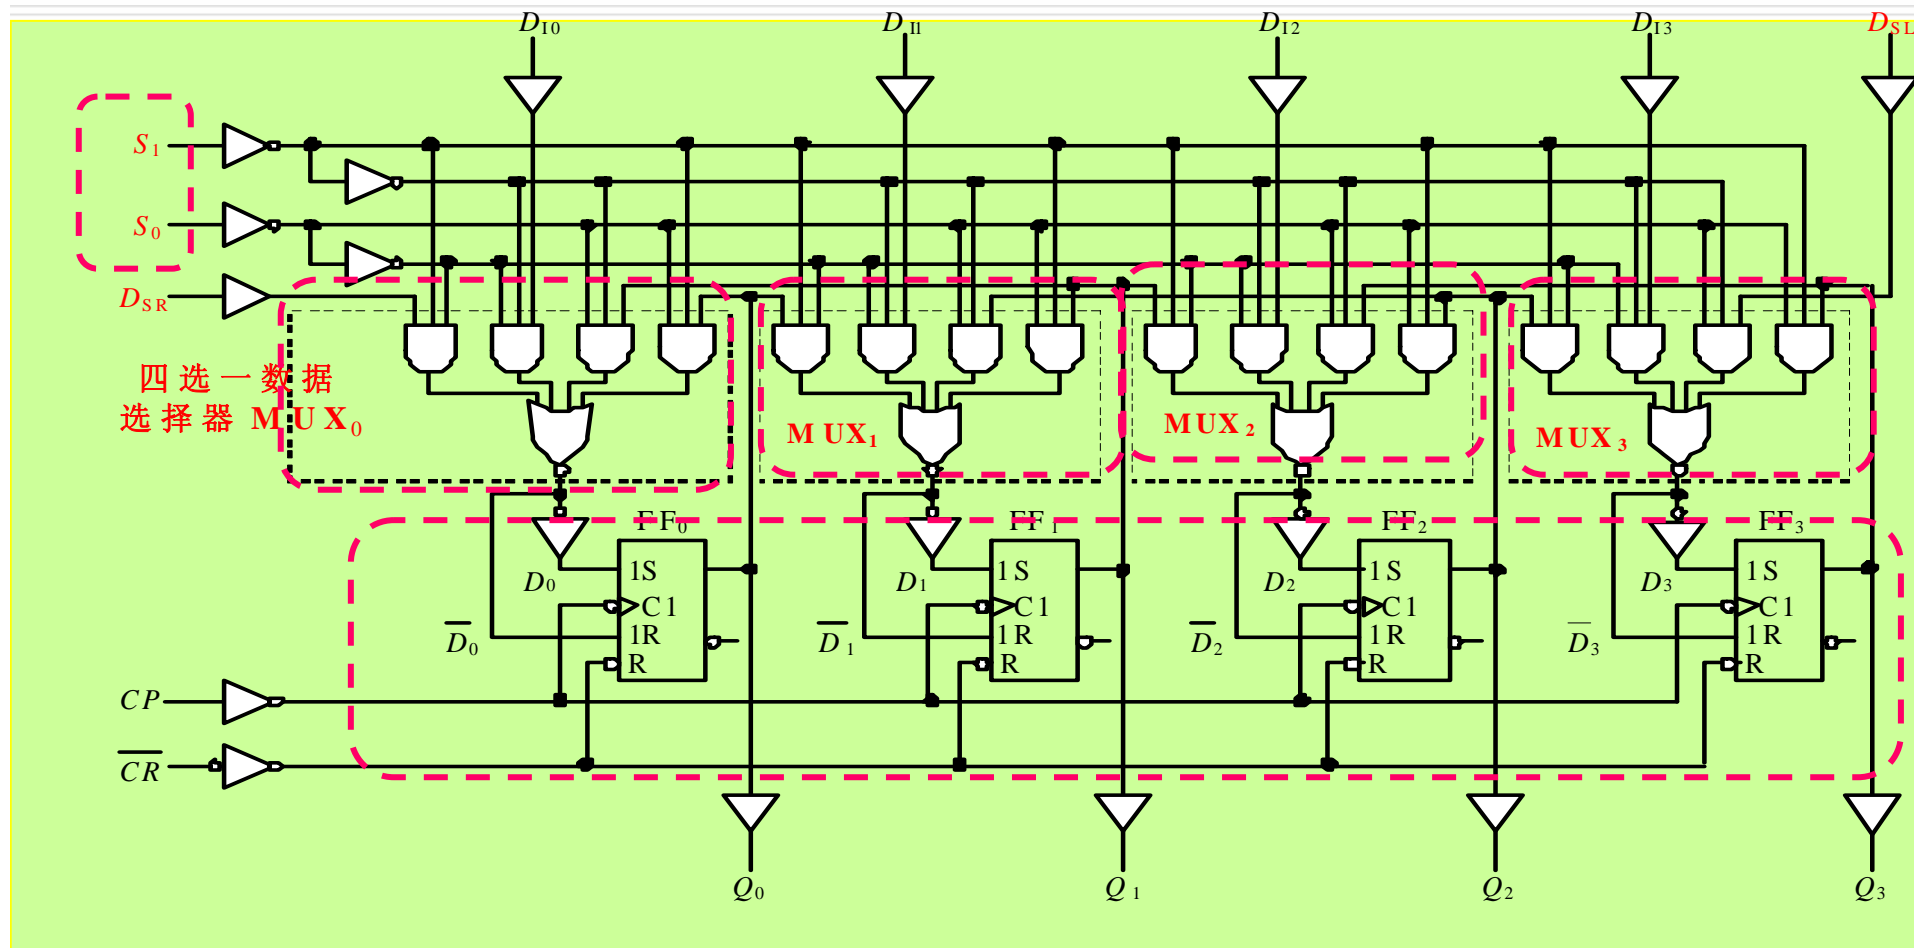 D_I0 D_I1 D_I2 D_I3 D_SL
S_1
S_0
D_SR
四选一数据
选择器 MUX_0
MUX_1 MUX_2 MUX_3
FF_0 FF_1 FF_2 FF_3
1S 1S 1S 1S
D_0 D_1 D_2 D_3
C1 C1 C1 C1
1R 1R 1R 1R
D̅_0 D̅_1 D̅_2 D̅_3
R R R R
CP
C̅R̅
Q_0 Q_1 Q_2 Q_3